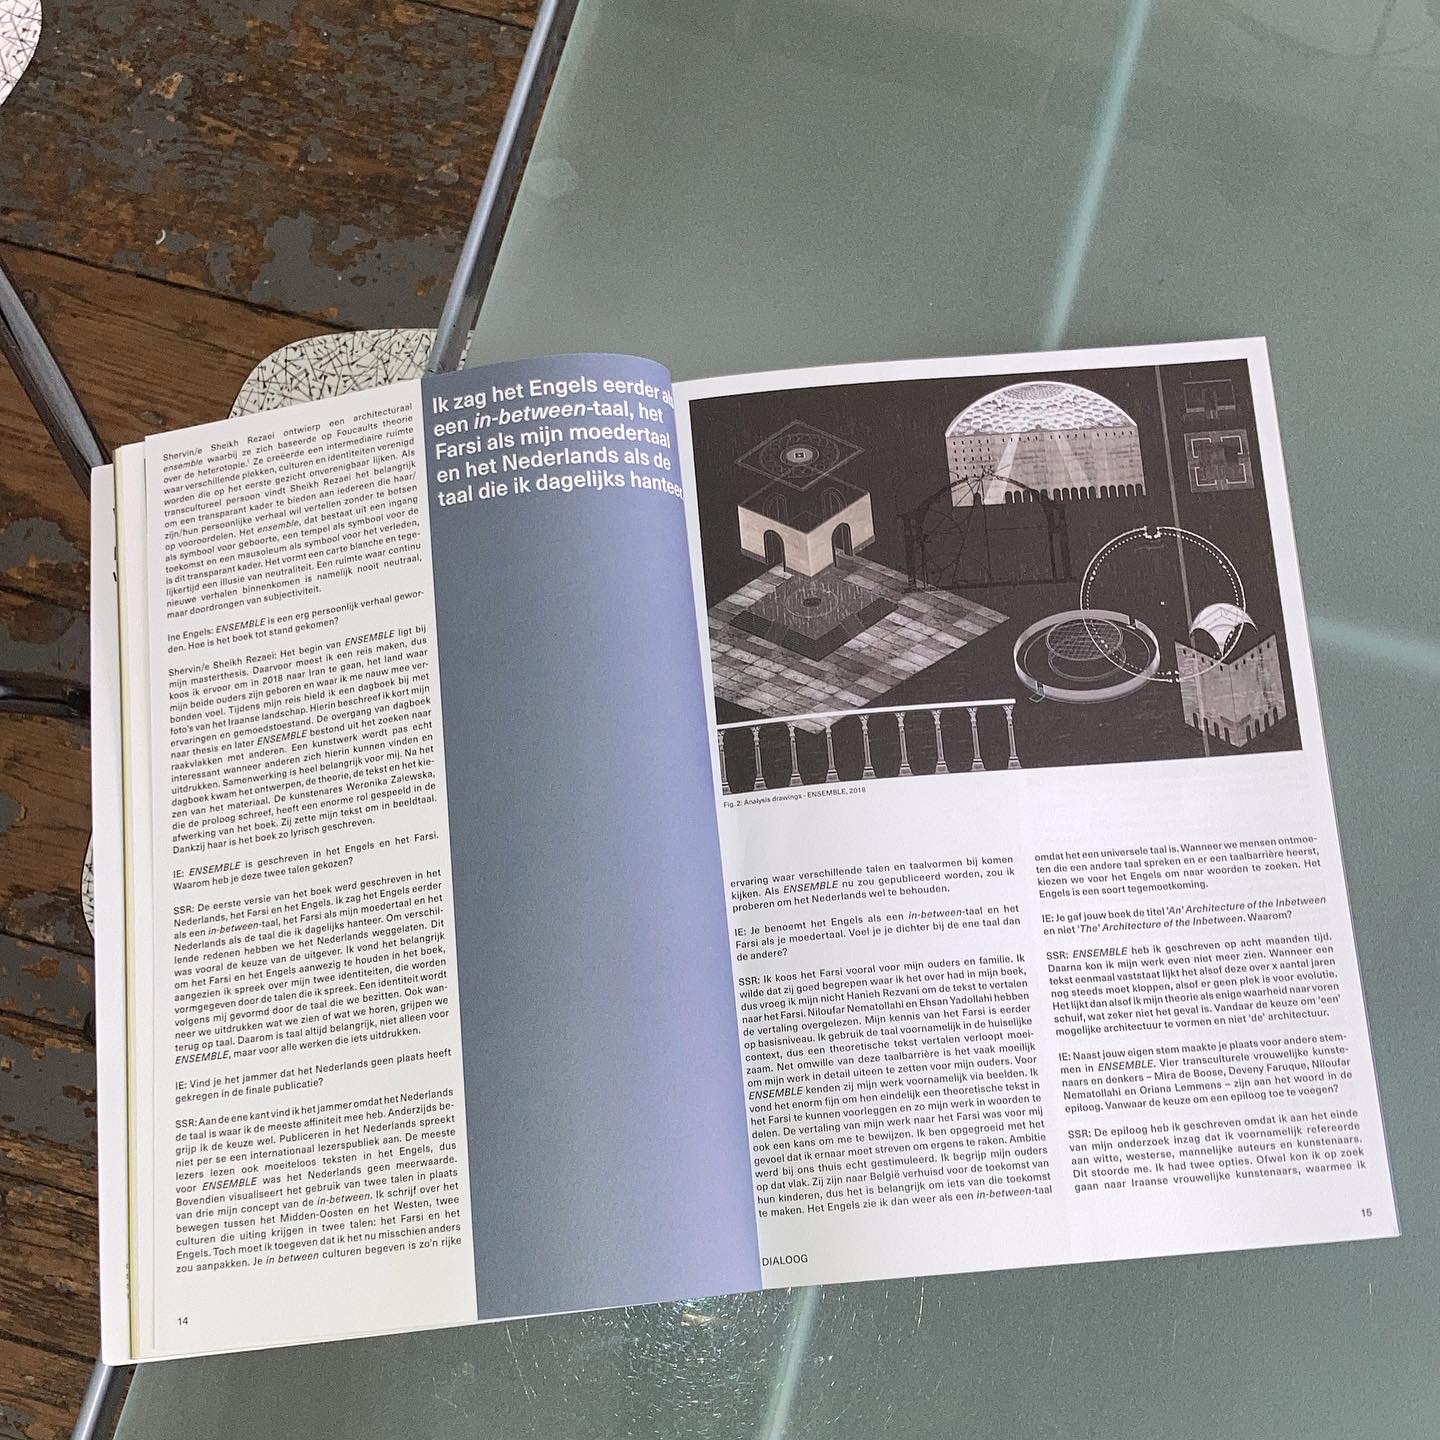 Shervin/e Sheikh Rezaei ontwierp een architecturaal
ensemble waarbij ze zich baseerde op Foucaults theorie
over de heterotopie.¹ Ze creëerde een intermediaire ruimte
waar verschillende plekken, culturen en identiteiten verenigd
worden die op het eerste gezicht onverenigbaar lijken. Als
transcultureel persoon vindt Sheikh Rezaei het belangrijk
om een transparant kader te bieden aan iedereen die haar/
zijn/hun persoonlijke verhaal wil vertellen zonder te botsen
op vooroordelen. Het ensemble, dat bestaat uit een ingang
als symbool voor geboorte, een tempel als symbool voor de
toekomst en een mausoleum als symbool voor het verleden,
is dit transparant kader. Het vormt een carte blanche en tege-
lijkertijd een illusie van neutraliteit. Een ruimte waar continu
nieuwe verhalen binnenkomen is namelijk nooit neutraal,
maar doordrongen van subjectiviteit.
Ine Engels: ENSEMBLE is een erg persoonlijk verhaal gewor-
den. Hoe is het boek tot stand gekomen?
Shervin/e Sheikh Rezaei: Het begin van ENSEMBLE ligt bij
mijn masterthesis. Daarvoor moest ik een reis maken, dus
koos ik ervoor om in 2018 naar Iran te gaan, het land waar
mijn beide ouders zijn geboren en waar ik me nauw mee ver-
bonden voel. Tijdens mijn reis hield ik een dagboek bij met
foto's van het Iraanse landschap. Hierin beschreef ik kort mijn
ervaringen en gemoedstoestand. De overgang van dagboek
naar thesis en later ENSEMBLE bestond uit het zoeken naar
raakvlakken met anderen. Een kunstwerk wordt pas echt
interessant wanneer anderen zich hierin kunnen vinden en
uitdrukken. Samenwerking is heel belangrijk voor mij. Na het
dagboek kwam het ontwerpen, de theorie, de tekst en het kie-
zen van het materiaal. De kunstenares Weronika Zalewska,
die de proloog schreef, heeft een enorme rol gespeeld in de
afwerking van het boek. Zij zette mijn tekst om in beeldtaal.
Dankzij haar is het boek zo lyrisch geschreven.
IE: ENSEMBLE is geschreven in het Engels en het Farsi.
Waarom heb je deze twee talen gekozen?
SSR: De eerste versie van het boek werd geschreven in het
Nederlands, het Farsi en het Engels. Ik zag het Engels eerder
als een in-between-taal, het Farsi als mijn moedertaal en het
Nederlands als de taal die ik dagelijks hanteer. Om verschil-
lende redenen hebben we het Nederlands weggelaten. Dit
was vooral de keuze van de uitgever. Ik vond het belangrijk
om het Farsi en het Engels aanwezig te houden in het boek,
aangezien ik spreek over mijn twee identiteiten, die worden
vormgegeven door de talen die ik spreek. Een identiteit wordt
volgens mij gevormd door de taal die we bezitten. Ook wan-
neer we uitdrukken wat we zien of wat we horen, grijpen we
terug op taal. Daarom is taal altijd belangrijk, niet alleen voor
ENSEMBLE, maar voor alle werken die iets uitdrukken.
IE: Vind je het jammer dat het Nederlands geen plaats heeft
gekregen in de finale publicatie?
SSR: Aan de ene kant vind ik het jammer omdat het Nederlands
de taal is waar ik de meeste affiniteit mee heb. Anderzijds be-
grijp ik de keuze wel. Publiceren in het Nederlands spreekt
niet per se een internationaal lezerspubliek aan. De meeste
lezers lezen ook moeiteloos teksten in het Engels, dus
voor ENSEMBLE was het Nederlands geen meerwaarde.
Bovendien visualiseert het gebruik van twee talen in plaats
van drie mijn concept van de in-between. Ik schrijf over het
bewegen tussen het Midden-Oosten en het Westen, twee
culturen die uiting krijgen in twee talen: het Farsi en het
Engels. Toch moet ik toegeven dat ik het nu misschien anders
zou aanpakken. Je in between culturen begeven is zo'n rijke
14
Ik zag het Engels eerder als
een in-between-taal, het
Farsi als mijn moedertaal
en het Nederlands als de
taal die ik dagelijks hanteer
Fig. 2: Analysis drawings - ENSEMBLE, 2018
ervaring waar verschillende talen en taalvormen bij komen
kijken. Als ENSEMBLE nu zou gepubliceerd worden, zou ik
proberen om het Nederlands wel te behouden.
IE: Je benoemt het Engels als een in-between-taal en het
Farsi als je moedertaal. Voel je je dichter bij de ene taal dan
de andere?
SSR: Ik koos het Farsi vooral voor mijn ouders en familie. Ik
wilde dat zij goed begrepen waar ik het over had in mijn boek,
dus vroeg ik mijn nicht Hanieh Rezvani om de tekst te vertalen
naar het Farsi. Niloufar Nematollahi en Ehsan Yadollahi hebben
de vertaling overgelezen. Mijn kennis van het Farsi is eerder
op basisniveau. Ik gebruik de taal voornamelijk in de huiselijke
context, dus een theoretische tekst vertalen verloopt moei-
zaam. Net omwille van deze taalbarrière is het vaak moeilijk
om mijn werk in detail uiteen te zetten voor mijn ouders. Voor
ENSEMBLE kenden zij mijn werk voornamelijk via beelden. Ik
vond het enorm fijn om hen eindelijk een theoretische tekst in
het Farsi te kunnen voorleggen en zo mijn werk in woorden te
delen. De vertaling van mijn werk naar het Farsi was voor mij
ook een kans om me te bewijzen. Ik ben opgegroeid met het
gevoel dat ik ernaar moet streven om ergens te raken. Ambitie
werd bij ons thuis echt gestimuleerd. Ik begrijp mijn ouders
op dat vlak. Zij zijn naar België verhuisd voor de toekomst van
hun kinderen, dus het is belangrijk om iets van die toekomst
te maken. Het Engels zie ik dan weer als een in-between-taal
DIALOOG
omdat het een universele taal is. Wanneer we mensen ontmoe-
ten die een andere taal spreken en er een taalbarrière heerst,
kiezen we voor het Engels om naar woorden te zoeken. Het
Engels is een soort tegemoetkoming.
IE: Je gaf jouw boek de titel 'An' Architecture of the Inbetween
en niet 'The' Architecture of the Inbetween. Waarom?
SSR: ENSEMBLE heb ik geschreven op acht maanden tijd.
Daarna kon ik mijn werk even niet meer zien. Wanneer een
tekst eenmaal vaststaat lijkt het alsof deze over x aantal jaren
nog steeds moet kloppen, alsof er geen plek is voor evolutie.
Het lijkt dan alsof ik mijn theorie als enige waarheid naar voren
schuif, wat zeker niet het geval is. Vandaar de keuze om 'een'
mogelijke architectuur te vormen en niet 'de' architectuur.
IE: Naast jouw eigen stem maakte je plaats voor andere stem-
men in ENSEMBLE. Vier transculturele vrouwelijke kunste-
naars en denkers – Mira de Boose, Deveny Faruque, Niloufar
Nematollahi en Oriana Lemmens – zijn aan het woord in de
epiloog. Vanwaar de keuze om een epiloog toe te voegen?
SSR: De epiloog heb ik geschreven omdat ik aan het einde
van mijn onderzoek inzag dat ik voornamelijk refereerde
aan witte, westerse, mannelijke auteurs en kunstenaars.
Dit stoorde me. Ik had twee opties. Ofwel kon ik op zoek
gaan naar Iraanse vrouwelijke kunstenaars, waarmee ik
15